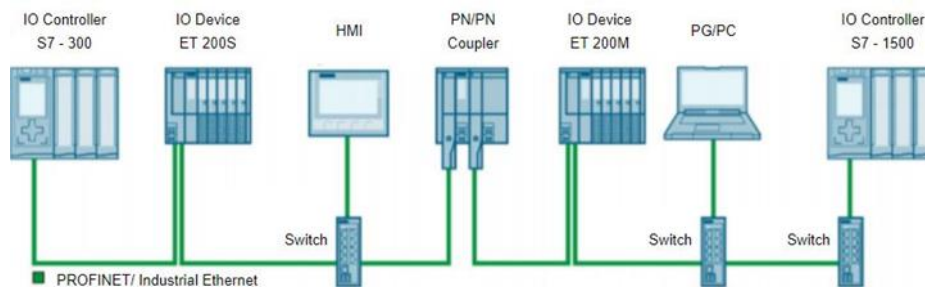 IO Controller
S7 - 300
IO Device
ET 200S
HMI
PN/PN
Coupler
IO Device
ET 200M
PG/PC
IO Controller
S7 - 1500
Switch
Switch
Switch
PROFINET/ Industrial Ethernet